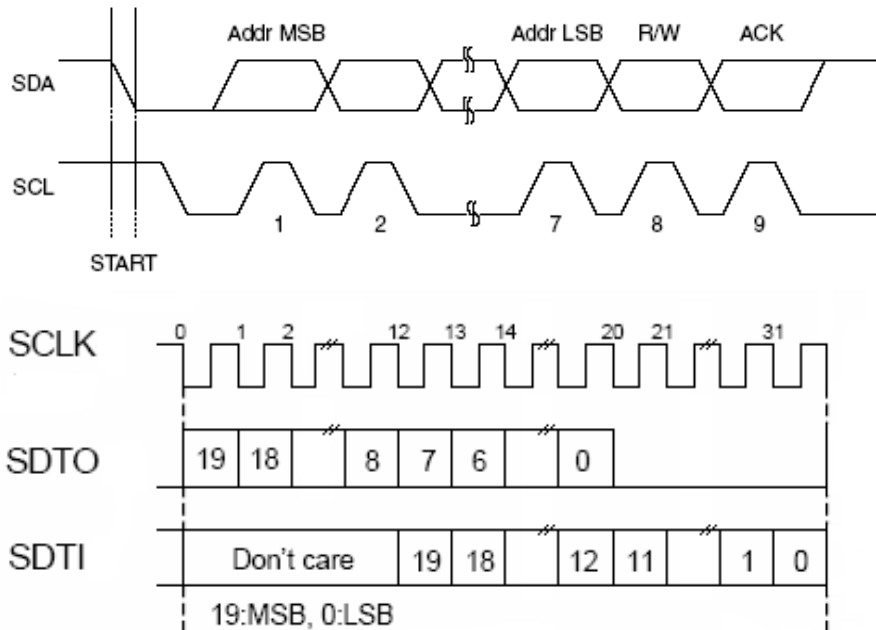 Addr MSB Addr LSB R/W ACK
SDA
SCL
1 2 7 8 9
START
0 1 2 12 13 14 20 21 31
SCLK
SDTO 19 18 8 7 6 0
SDTI Don't care 19 18 12 11 1 0
19:MSB, 0:LSB